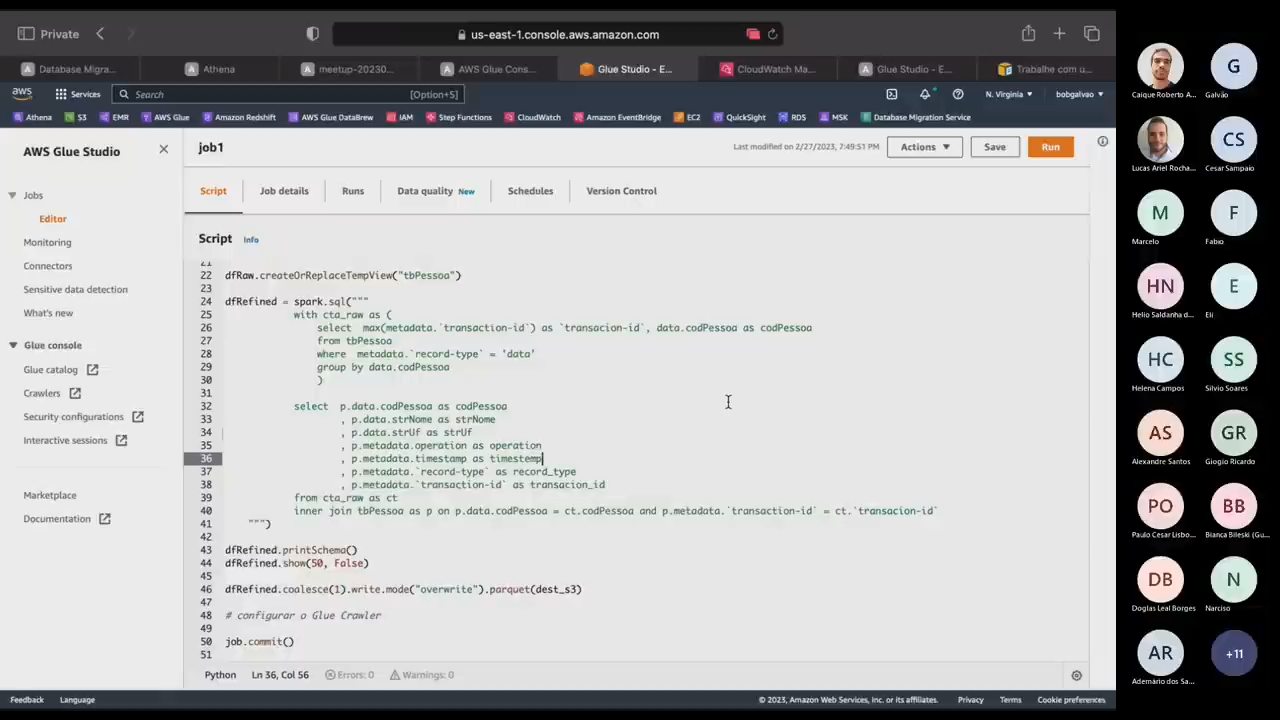 Private
us-east-1.console.aws.amazon.com
Database Migra...
Athena
meetup-20230...
AWS Glue Cons...
Glue Studio - E...
CloudWatch Ma...
Glue Studio - E...
Trabalhe com u...
aws
Services
Search
[Option+S]
N. Virginia
bobgalvao
Athena
S3
EMR
AWS Glue
Amazon Redshift
AWS Glue DataBrew
IAM
Step Functions
CloudWatch
Amazon EventBridge
EC2
QuickSight
RDS
MSK
Database Migration Service
AWS Glue Studio
Jobs
Editor
Monitoring
Connectors
Sensitive data detection
What's new
Glue console
Glue catalog
Crawlers
Security configurations
Interactive sessions
Marketplace
Documentation
job1
Last modified on 2/27/2023, 7:49:51 PM
Actions
Save
Run
Script
Job details
Runs
Data quality New
Schedules
Version Control
Script Info
21
22 dfRaw.createOrReplaceTempView("tbPessoa")
23
24 dfRefined = spark.sql("""
25 with cta_raw as (
26 select max(metadata.`transaction-id`) as `transacion-id`, data.codPessoa as codPessoa
27 from tbPessoa
28 where metadata.`record-type` = 'data'
29 group by data.codPessoa
30 )
31
32 select p.data.codPessoa as codPessoa
33 , p.data.strNome as strNome
34 , p.data.strUf as strUf
35 , p.metadata.operation as operation
36 , p.metadata.timestamp as timestemp
37 , p.metadata.`record-type` as record_type
38 , p.metadata.`transaction-id` as transacion_id
39 from cta_raw as ct
40 inner join tbPessoa as p on p.data.codPessoa = ct.codPessoa and p.metadata.`transaction-id` = ct.`transacion-id`
41 """)
42
43 dfRefined.printSchema()
44 dfRefined.show(50, False)
45
46 dfRefined.coalesce(1).write.mode("overwrite").parquet(dest_s3)
47
48 # configurar o Glue Crawler
49
50 job.commit()
51
Python Ln 36, Col 56 Errors: 0 Warnings: 0
Feedback Language
© 2023, Amazon Web Services, Inc. or its affiliates. Privacy Terms Cookie preferences
Caique Roberto A...
G
Galvão
Lucas Ariel Rocha...
CS
Cesar Sampaio
M
Marcelo
F
Fabio
HN
Helio Saldanha d...
E
Eli
HC
Helena Campos
SS
Silvio Soares
AS
Alexandre Santos
GR
Giogio Ricardo
PO
Paulo Cesar Lisbo...
BB
Bianca Bileski (Gu...
DB
Doglas Leal Borges
N
Narciso
AR
Ademário dos Sa...
+11